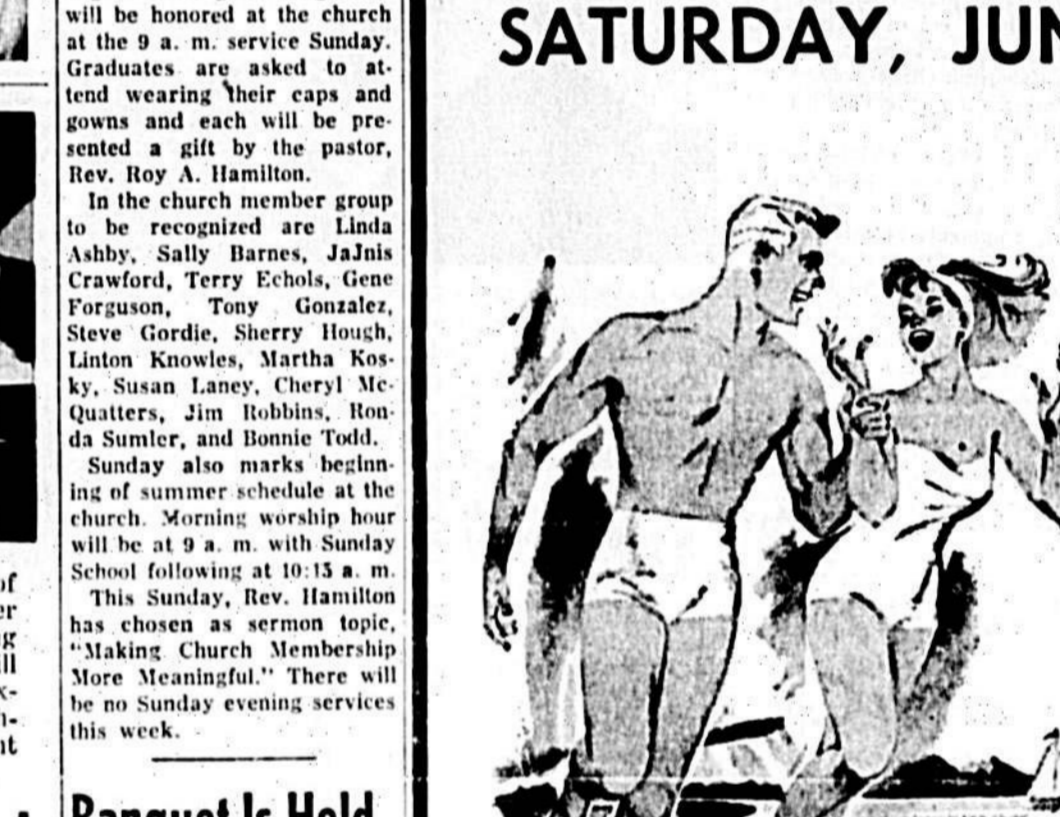 will be honored at the church
at the 9 a. m. service Sunday.
Graduates are asked to at-
tend wearing their caps and
gowns and each will be pre-
sented a gift by the pastor,
Rev. Roy A. Hamilton.
In the church member group
to be recognized are Linda
Ashby, Sally Barnes, JaJnis
Crawford, Terry Echols, Gene
Forguson, Tony Gonzalez,
Steve Gordie, Sherry Hough,
Linton Knowles, Martha Kos-
ky, Susan Laney, Cheryl Mc-
Quatters, Jim Robbins, Ron-
da Sumler, and Bonnie Todd.
Sunday also marks beginn-
ing of summer schedule at the
church. Morning worship hour
will be at 9 a. m. with Sunday
School following at 10:15 a. m.
This Sunday, Rev. Hamilton
has chosen as sermon topic,
"Making Church Membership
More Meaningful." There will
be no Sunday evening services
this week.
Banquet Is Held
SATURDAY, JUN